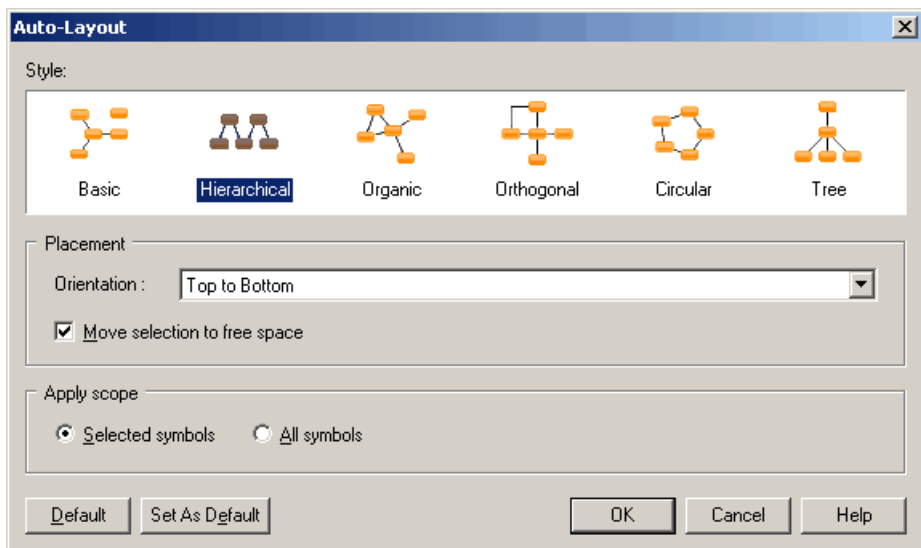 Auto-Layout
Style:
Basic Hierarchical Organic Orthogonal Circular Tree
Placement
Orientation : Top to Bottom
Move selection to free space
Apply scope
Selected symbols All symbols
Default Set As Default OK Cancel Help